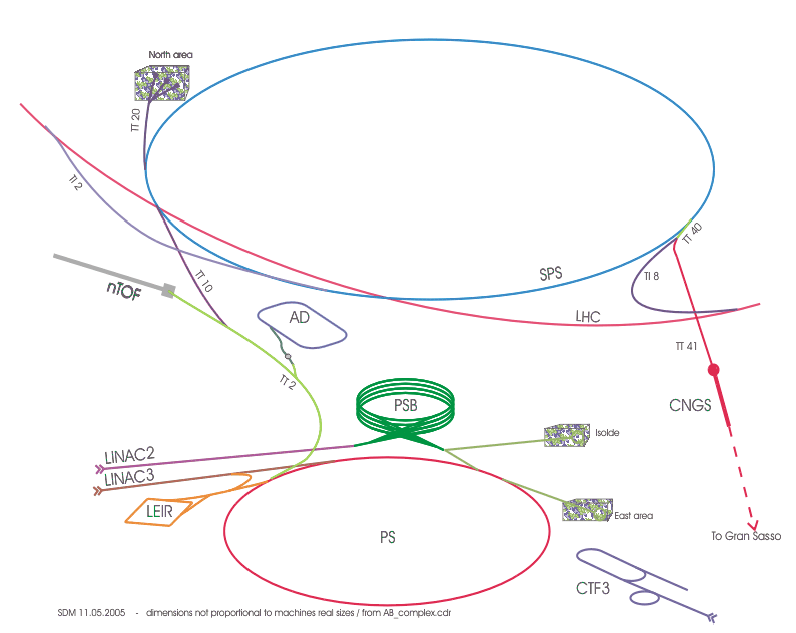 North area
TT 20
TI 2
TT 40
TI 8
SPS
TT 10
nTOF
AD
LHC
TT 41
TT 2
CNGS
PSB
Isolde
LINAC2
LINAC3
LEIR
East area
PS
To Gran Sasso
CTF3
SDM 11.05.2005 - dimensions not proportional to machines real sizes / from AB_complex.cdr